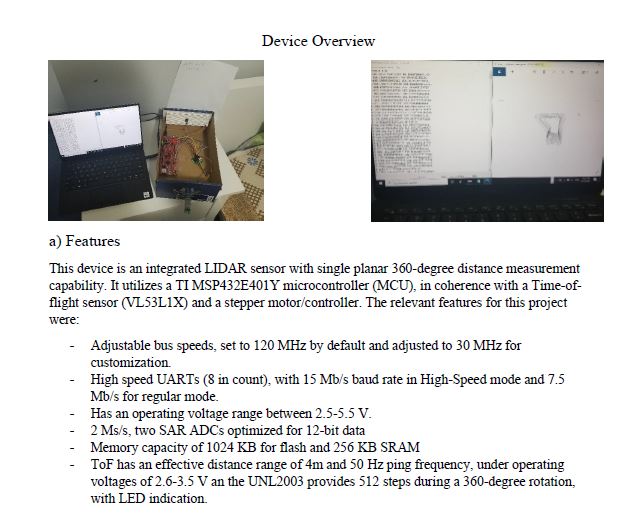 Device Overview
a) Features
This device is an integrated LIDAR sensor with single planar 360-degree distance measurement
capability. It utilizes a TI MSP432E401Y microcontroller (MCU), in coherence with a Time-of-
flight sensor (VL53L1X) and a stepper motor/controller. The relevant features for this project
were:
- Adjustable bus speeds, set to 120 MHz by default and adjusted to 30 MHz for
customization.
- High speed UARTs (8 in count), with 15 Mb/s baud rate in High-Speed mode and 7.5
Mb/s for regular mode.
- Has an operating voltage range between 2.5-5.5 V.
- 2 Ms/s, two SAR ADCs optimized for 12-bit data
- Memory capacity of 1024 KB for flash and 256 KB SRAM
- ToF has an effective distance range of 4m and 50 Hz ping frequency, under operating
voltages of 2.6-3.5 V an the UNL2003 provides 512 steps during a 360-degree rotation,
with LED indication.